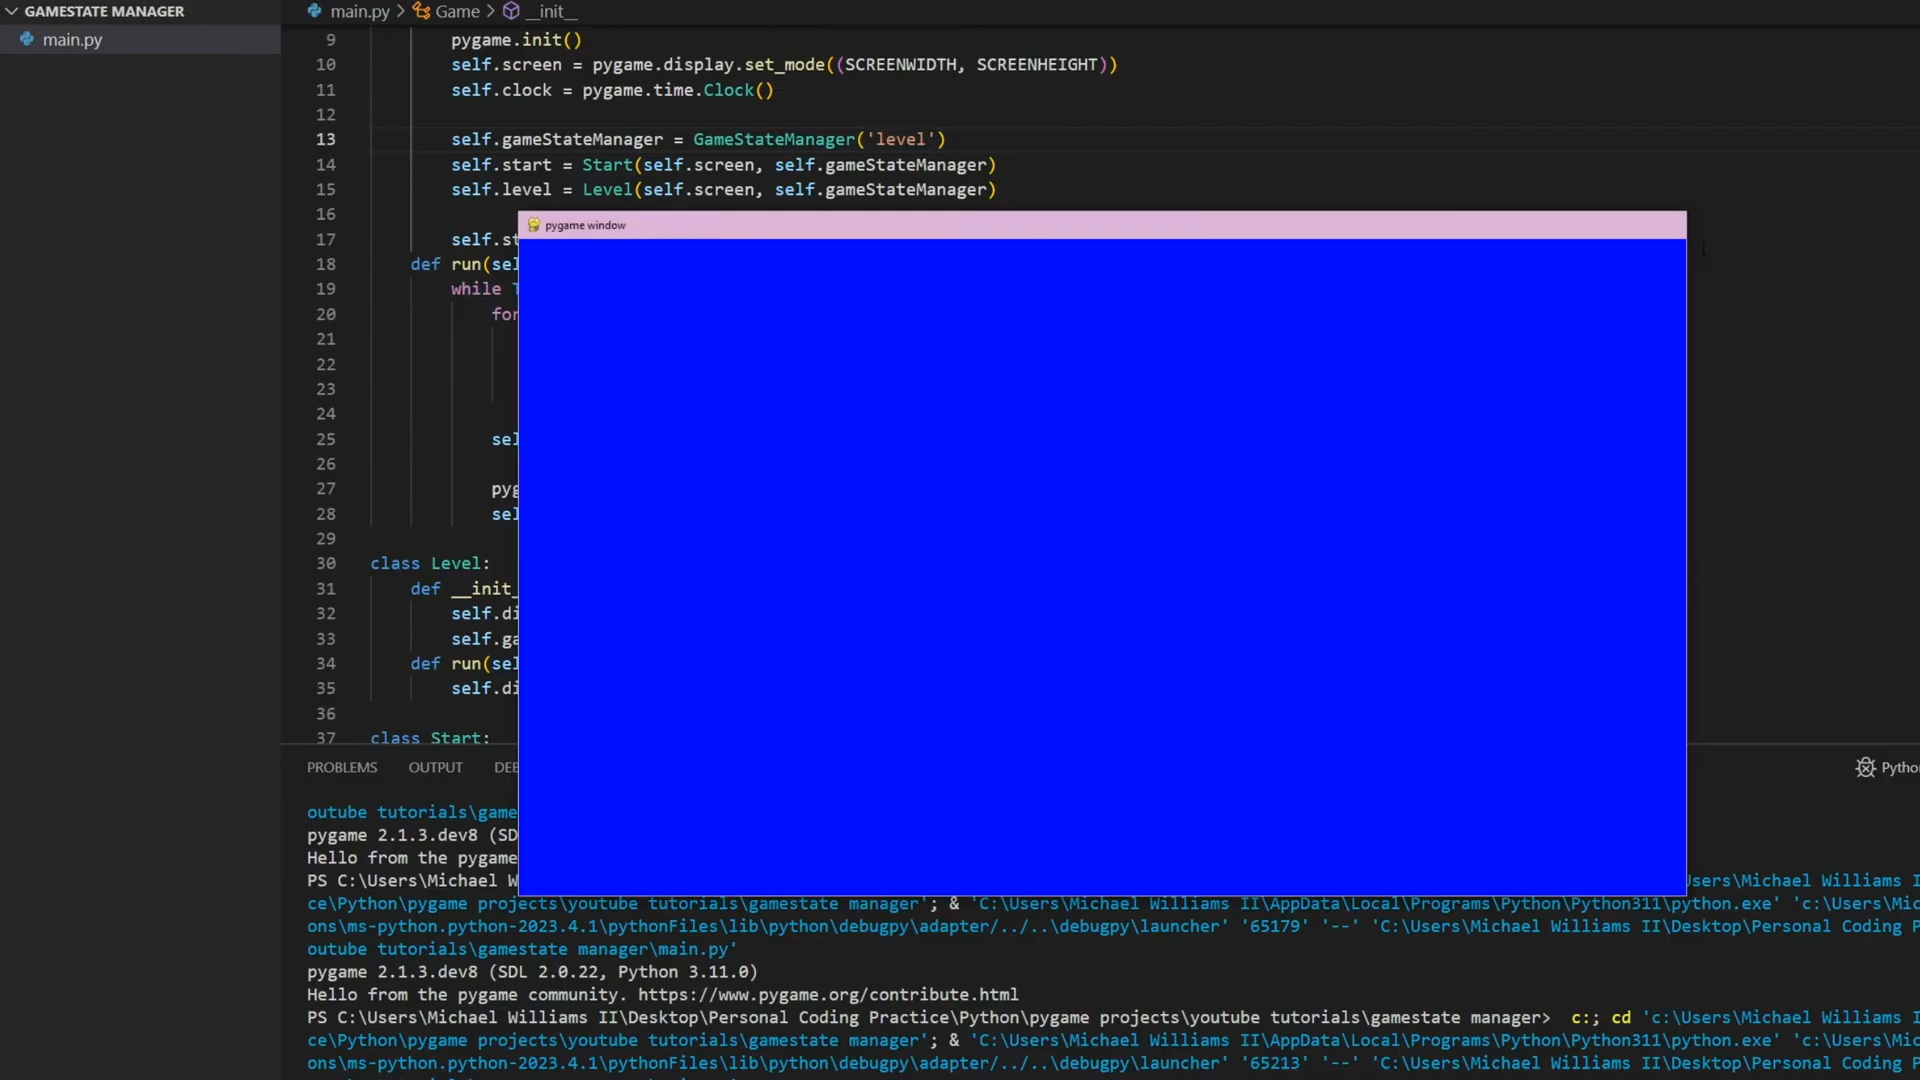 GAMESTATE MANAGER
main.py
main.py > Game > __init__
9 pygame.init()
10 self.screen = pygame.display.set_mode((SCREENWIDTH, SCREENHEIGHT))
11 self.clock = pygame.time.Clock()
12
13 self.gameStateManager = GameStateManager('level')
14 self.start = Start(self.screen, self.gameStateManager)
15 self.level = Level(self.screen, self.gameStateManager)
16
17 self.st
18 def run(sel
19 while T
20 for
21
22
23
24
25 sel
26
27 pyg
28 sel
29
30 class Level:
31 def __init_
32 self.di
33 self.ga
34 def run(sel
35 self.di
36
37 class Start:
pygame window
PROBLEMS OUTPUT DEB
Pytho
outube tutorials\game
pygame 2.1.3.dev8 (SD
Hello from the pygame
PS C:\Users\Michael W
Users\Michael Williams I
ce\Python\pygame projects\youtube tutorials\gamestate manager'; & 'C:\Users\Michael Williams II\AppData\Local\Programs\Python\Python311\python.exe' 'c:\Users\Mic
ons\ms-python.python-2023.4.1\pythonFiles\lib\python\debugpy\adapter/../..\debugpy\launcher' '65179' '--' 'C:\Users\Michael Williams II\Desktop\Personal Coding P
outube tutorials\gamestate manager\main.py'
pygame 2.1.3.dev8 (SDL 2.0.22, Python 3.11.0)
Hello from the pygame community. https://www.pygame.org/contribute.html
PS C:\Users\Michael Williams II\Desktop\Personal Coding Practice\Python\pygame projects\youtube tutorials\gamestate manager> c:; cd 'c:\Users\Michael Williams I
ce\Python\pygame projects\youtube tutorials\gamestate manager'; & 'C:\Users\Michael Williams II\AppData\Local\Programs\Python\Python311\python.exe' 'c:\Users\Mic
ons\ms-python.python-2023.4.1\pythonFiles\lib\python\debugpy\adapter/../..\debugpy\launcher' '65213' '--' 'C:\Users\Michael Williams II\Desktop\Personal Coding P